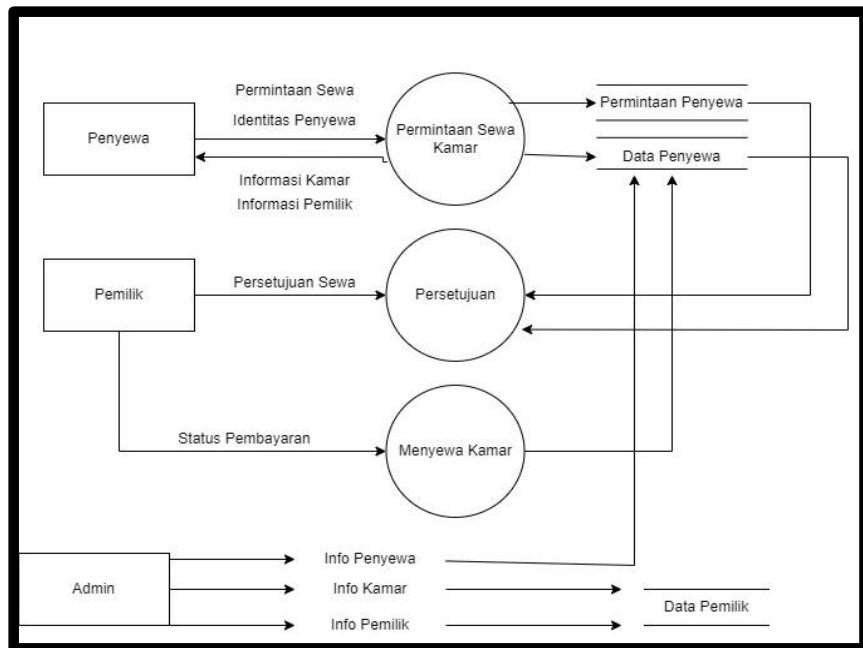 Permintaan Sewa
Identitas Penyewa
Penyewa
Permintaan Sewa
Kamar
Permintaan Penyewa
Data Penyewa
Informasi Kamar
Informasi Pemilik
Pemilik
Persetujuan Sewa
Persetujuan
Status Pembayaran
Menyewa Kamar
Admin
Info Penyewa
Info Kamar
Info Pemilik
Data Pemilik